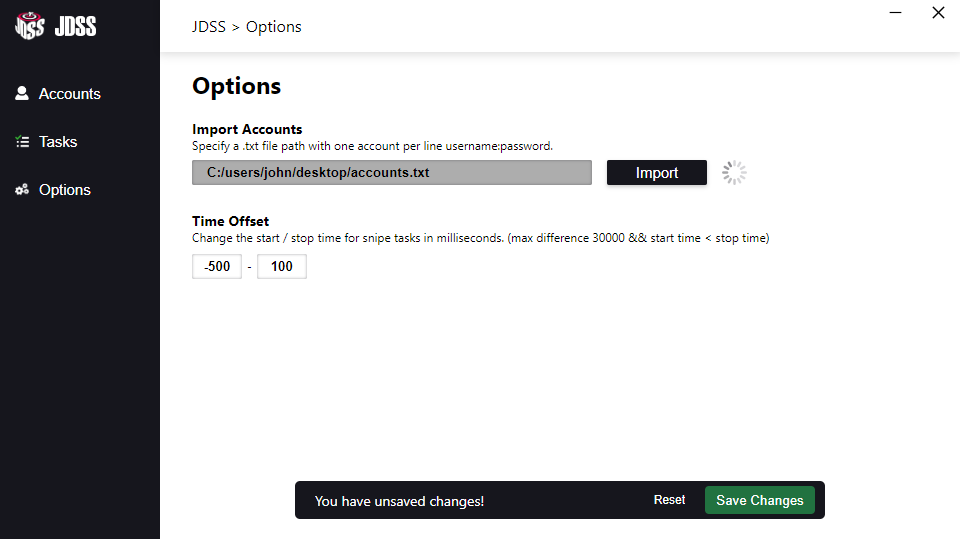 JDSS JDSS
JDSS > Options
Accounts
Tasks
Options
Options
Import Accounts
Specify a .txt file path with one account per line username:password.
C:/users/john/desktop/accounts.txt
Import
Time Offset
Change the start / stop time for snipe tasks in milliseconds. (max difference 30000 && start time < stop time)
-500 - 100
You have unsaved changes!
Reset
Save Changes